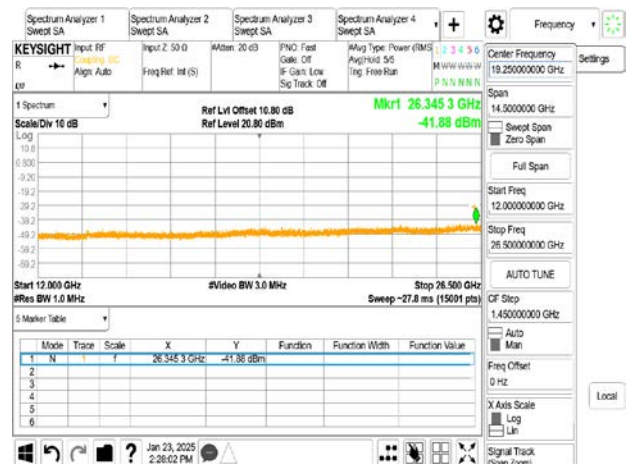 Spectrum Analyzer 1
Swept SA
Spectrum Analyzer 2
Swept SA
Spectrum Analyzer 3
Swept SA
Spectrum Analyzer 4
Swept SA
+
Frequency
KEYSIGHT
R
Input: RF
Coupling: DC
Align: Auto
Input Z: 50 Ω
Freq Ref: Int (S)
#Atten: 20 dB
PNO: Fast
Gate: Off
IF Gain: Low
Sig Track: Off
#Avg Type: Power (RMS
Avg|Hold: 5/5
Trig: Free Run
1 2 3 4 5 6
M W W W W W
P N N N N N
Center Frequency
19.250000000 GHz
Settings
Span
14.5000000 GHz
Swept Span
Zero Span
Full Span
Start Freq
12.000000000 GHz
Stop Freq
26.500000000 GHz
AUTO TUNE
CF Step
1.450000000 GHz
Auto
Man
Freq Offset
0 Hz
X Axis Scale
Log
Lin
Signal Track
(Span Zoom)
Local
1 Spectrum
Scale/Div 10 dB
Ref Lvl Offset 10.80 dB
Ref Level 20.80 dBm
Mkr1 26.345 3 GHz
-41.88 dBm
Log
10.8
0.800
-9.20
-19.2
-29.2
-39.2
-49.2
-59.2
-69.2
Start 12.000 GHz
#Res BW 1.0 MHz
#Video BW 3.0 MHz
Stop 26.500 GHz
Sweep ~27.8 ms (15001 pts)
5 Marker Table
Mode Trace Scale X Y Function Function Width Function Value
1 N 1 f 26.345 3 GHz -41.88 dBm
2
3
4
5
6
?
Jan 23, 2025
2:28:02 PM